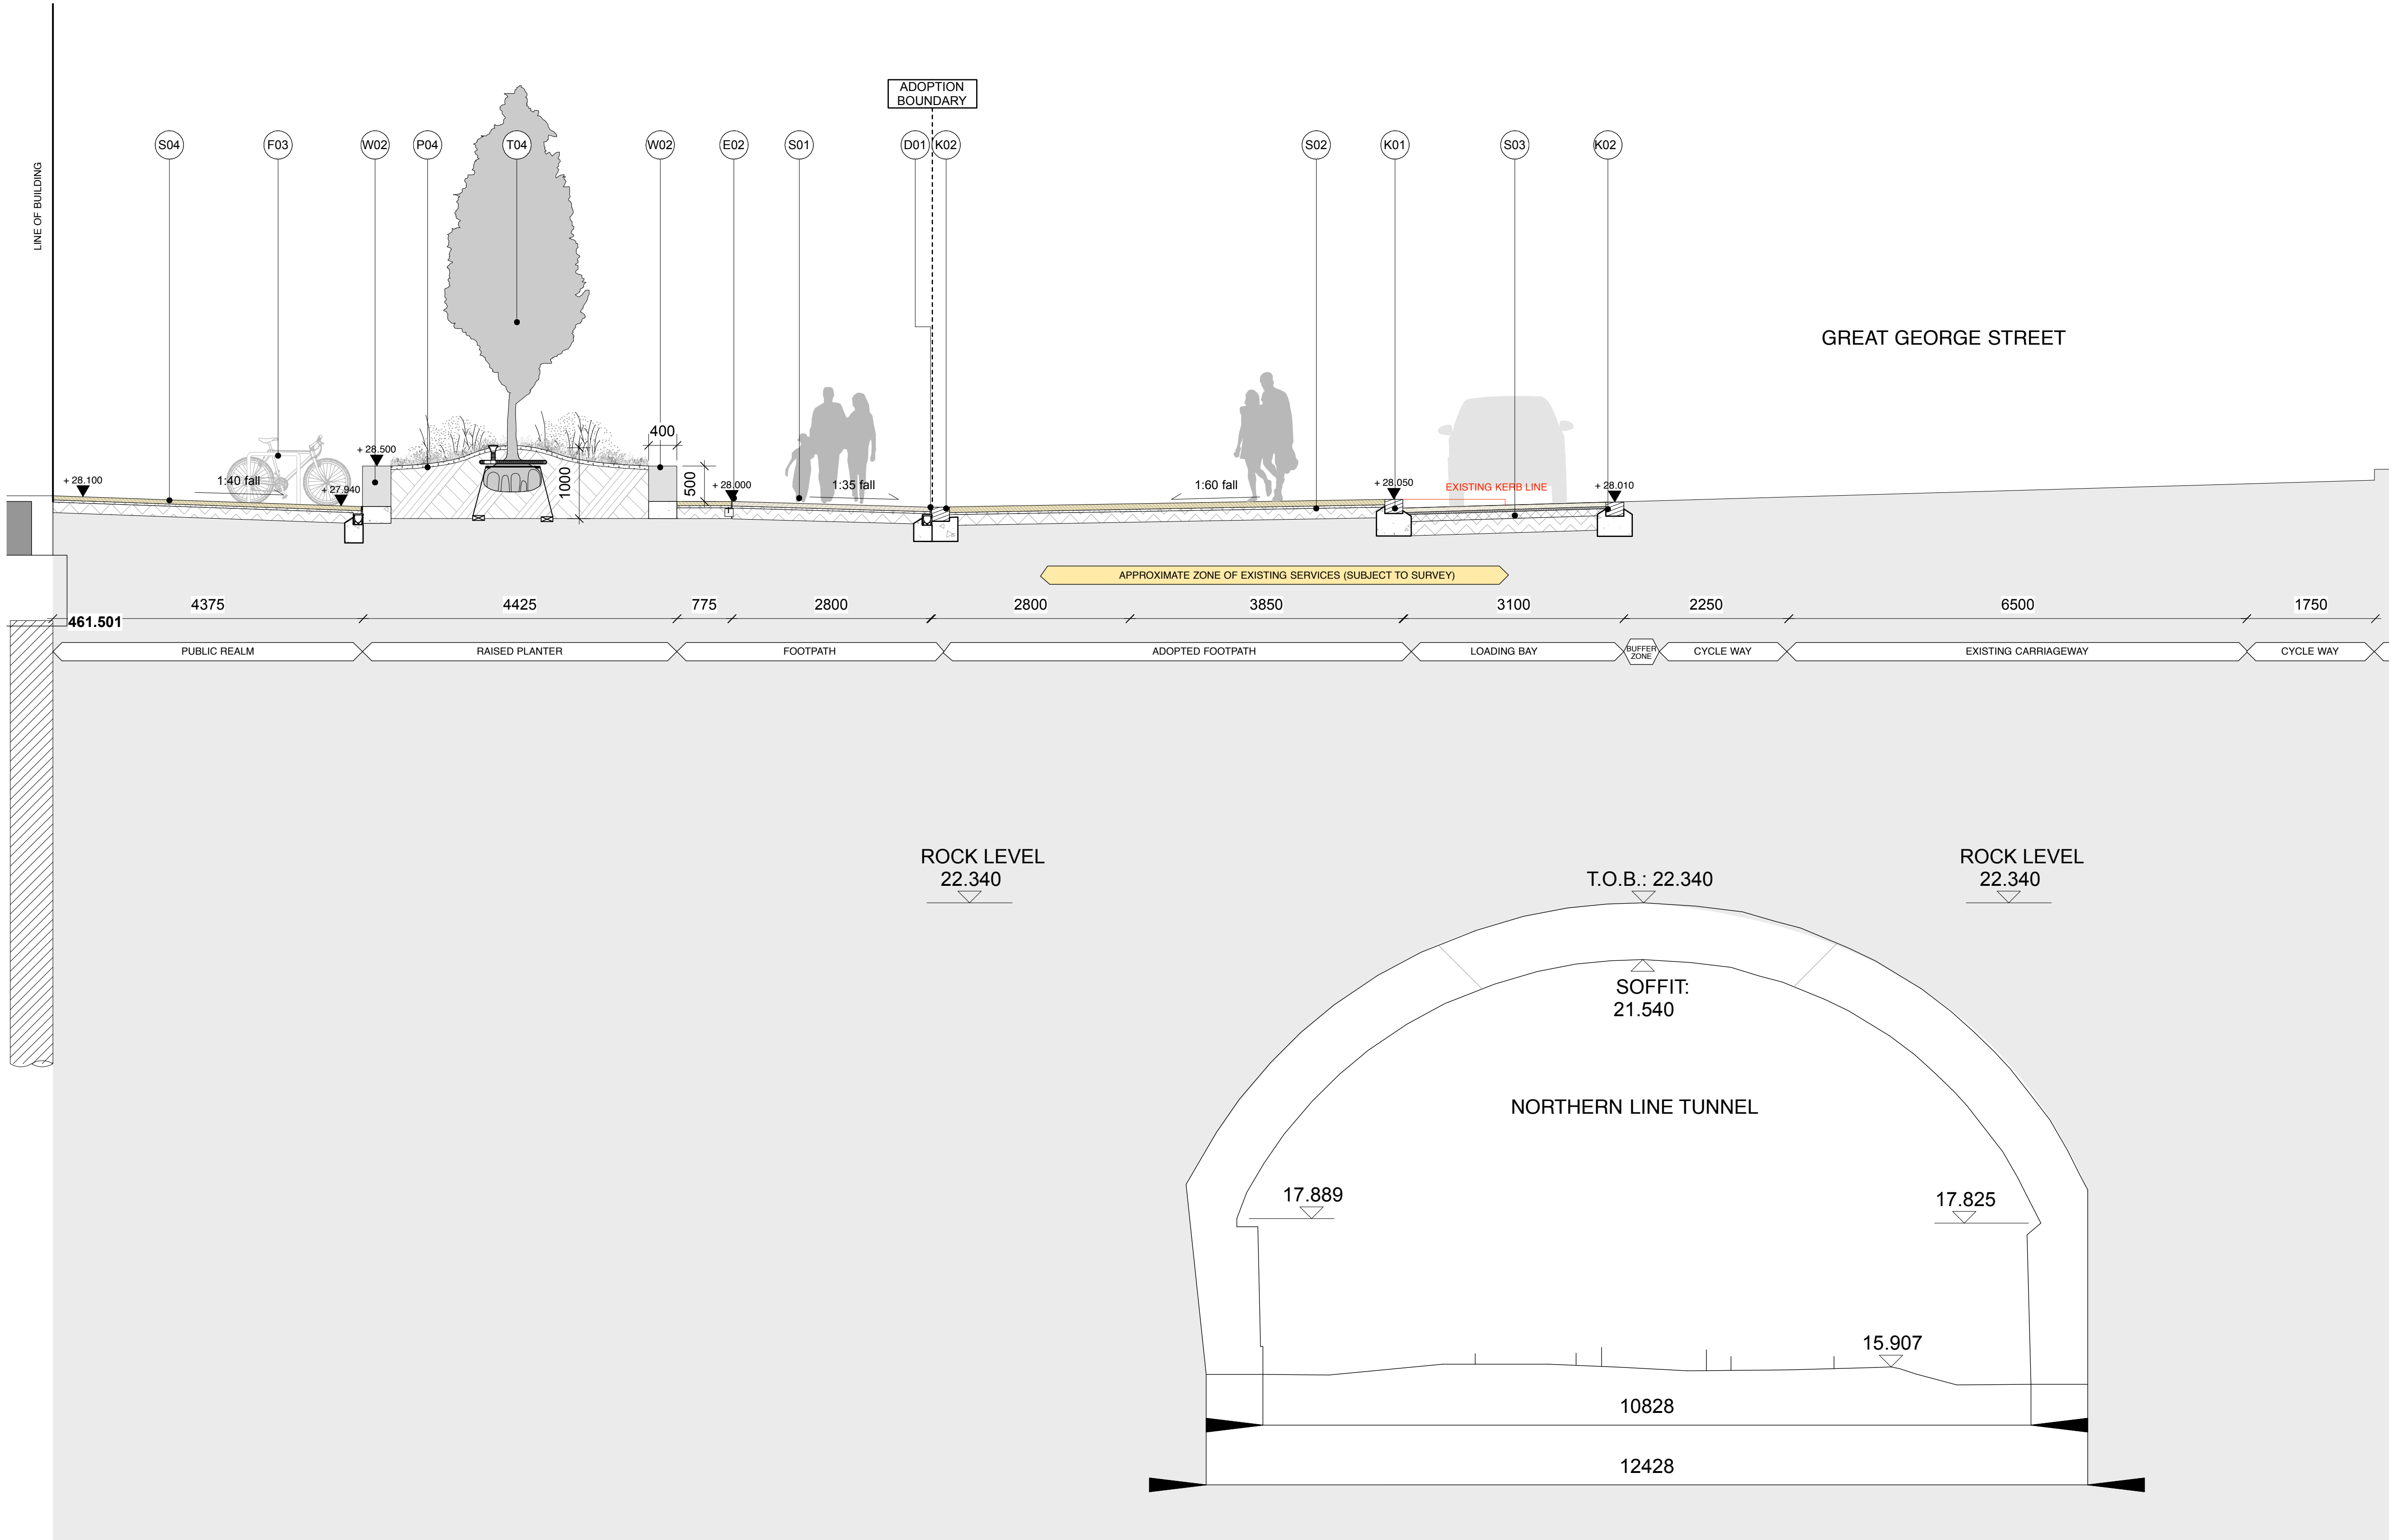 ADOPTION
BOUNDARY
LINE OF BUILDING
S04
F03
W02
P04
T04
W02
E02
S01
D01
K02
S02
K01
S03
K02
GREAT GEORGE STREET
400
+ 28.500
+ 28.100
1:40 fall
+ 27.940
1000
500
+ 28.000
1:35 fall
1:60 fall
+ 28.050
EXISTING KERB LINE
+ 28.010
APPROXIMATE ZONE OF EXISTING SERVICES (SUBJECT TO SURVEY)
4375
4425
775
2800
2800
3850
3100
2250
6500
1750
461.501
PUBLIC REALM
RAISED PLANTER
FOOTPATH
ADOPTED FOOTPATH
LOADING BAY
BUFFER
ZONE
CYCLE WAY
EXISTING CARRIAGEWAY
CYCLE WAY
ROCK LEVEL
22.340
T.O.B.: 22.340
ROCK LEVEL
22.340
SOFFIT:
21.540
NORTHERN LINE TUNNEL
17.889
17.825
15.907
10828
12428